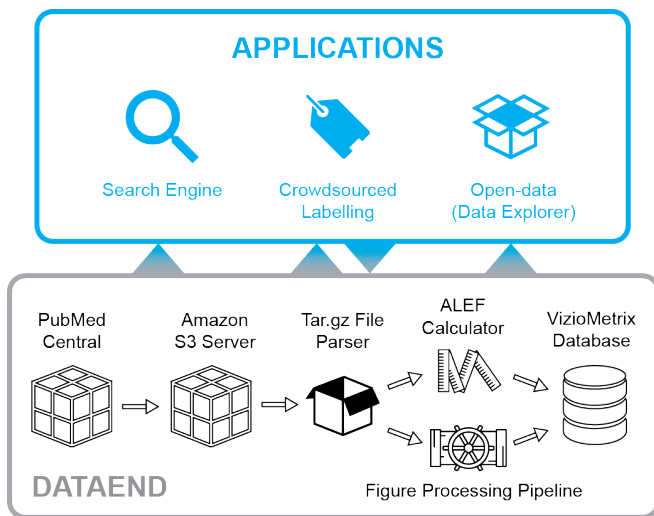 APPLICATIONS
Search Engine
Crowdsourced
Labelling
Open-data
(Data Explorer)
PubMed
Central
Amazon
S3 Server
Tar.gz File
Parser
ALEF
Calculator
VizioMetrix
Database
Figure Processing Pipeline
DATAEND